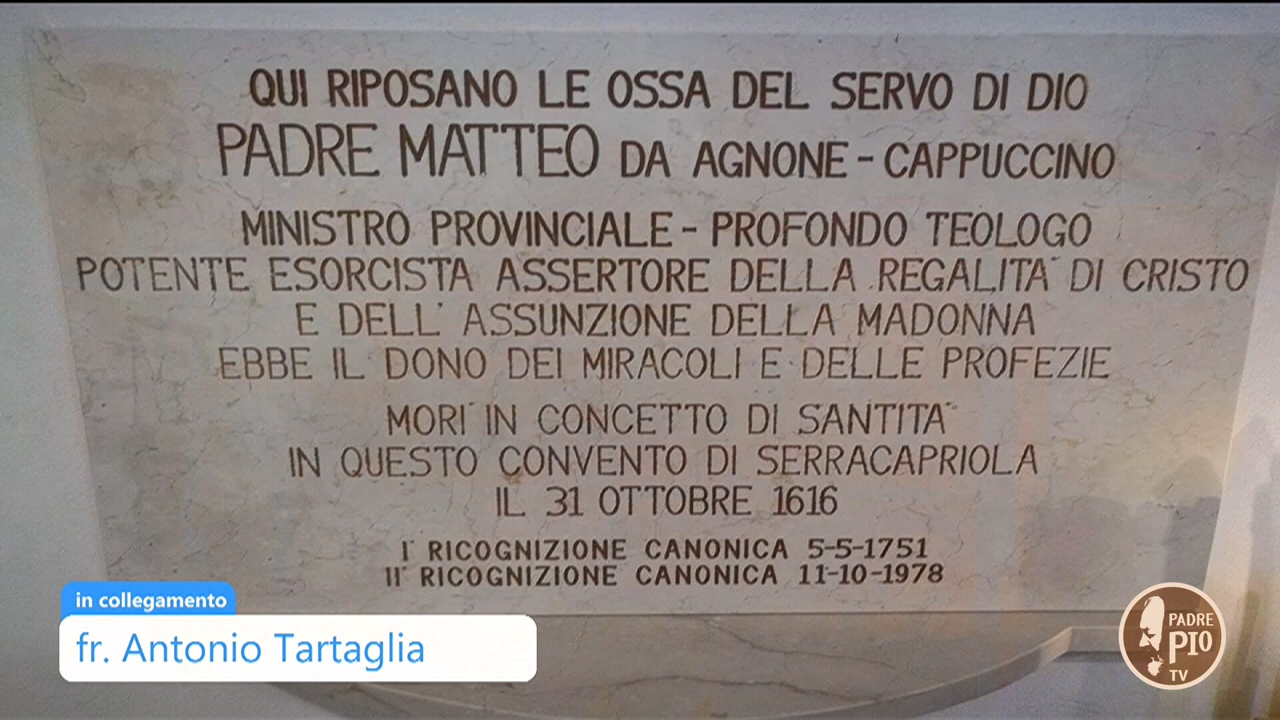 QUI RIPOSANO LE OSSA DEL SERVO DI DIO
PADRE MATTEO DA AGNONE - CAPPUCCINO
MINISTRO PROVINCIALE - PROFONDO TEOLOGO
POTENTE ESORCISTA ASSERTORE DELLA REGALITA' DI CRISTO
E DELL' ASSUNZIONE DELLA MADONNA
EBBE IL DONO DEI MIRACOLI E DELLE PROFEZIE
MORI' IN CONCETTO DI SANTITA'
IN QUESTO CONVENTO DI SERRACAPRIOLA
IL 31 OTTOBRE 1616
I' RICOGNIZIONE CANONICA 5-5-1751
II' RICOGNIZIONE CANONICA 11-10-1978
in collegamento
fr. Antonio Tartaglia
PADRE
PIO
TV